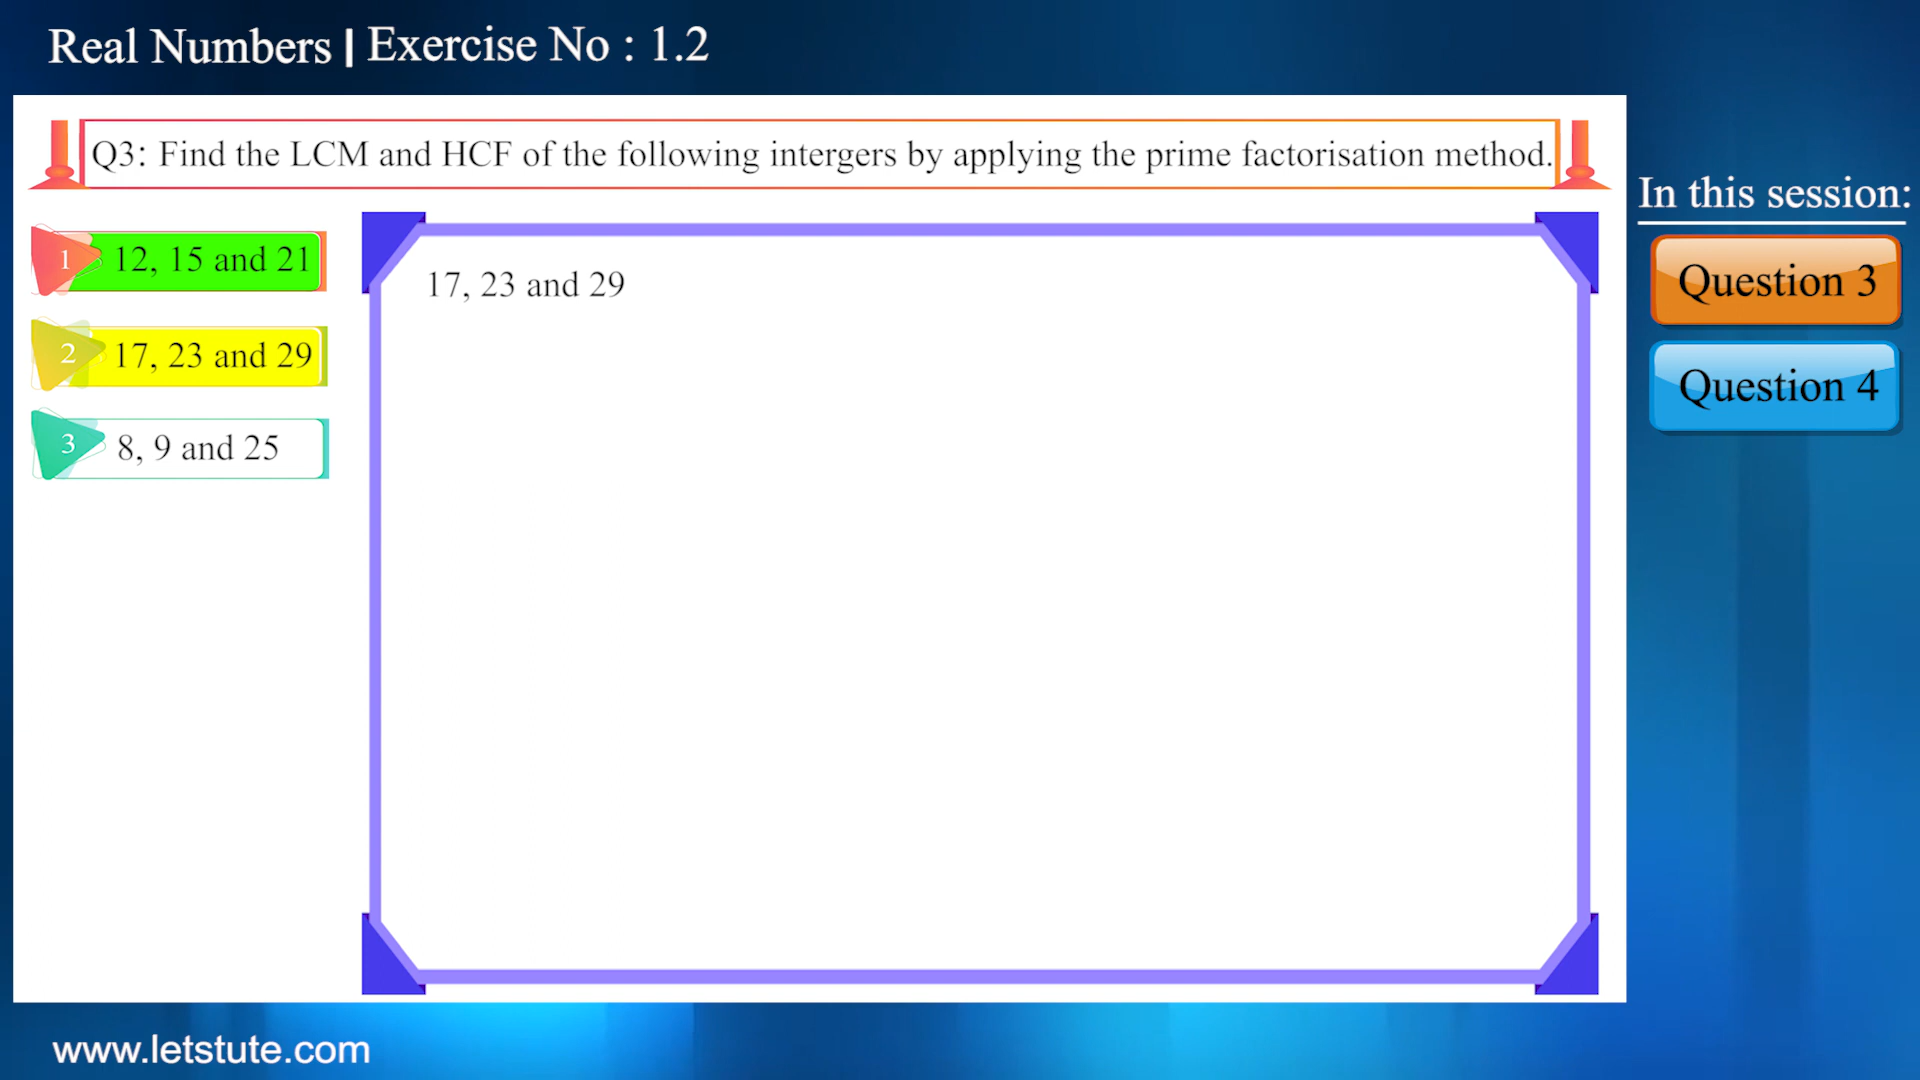 Real Numbers | Exercise No : 1.2
Q3: Find the LCM and HCF of the following intergers by applying the prime factorisation method.
In this session:
1 12, 15 and 21
2 17, 23 and 29
3 8, 9 and 25
17, 23 and 29
Question 3
Question 4
www.letstute.com